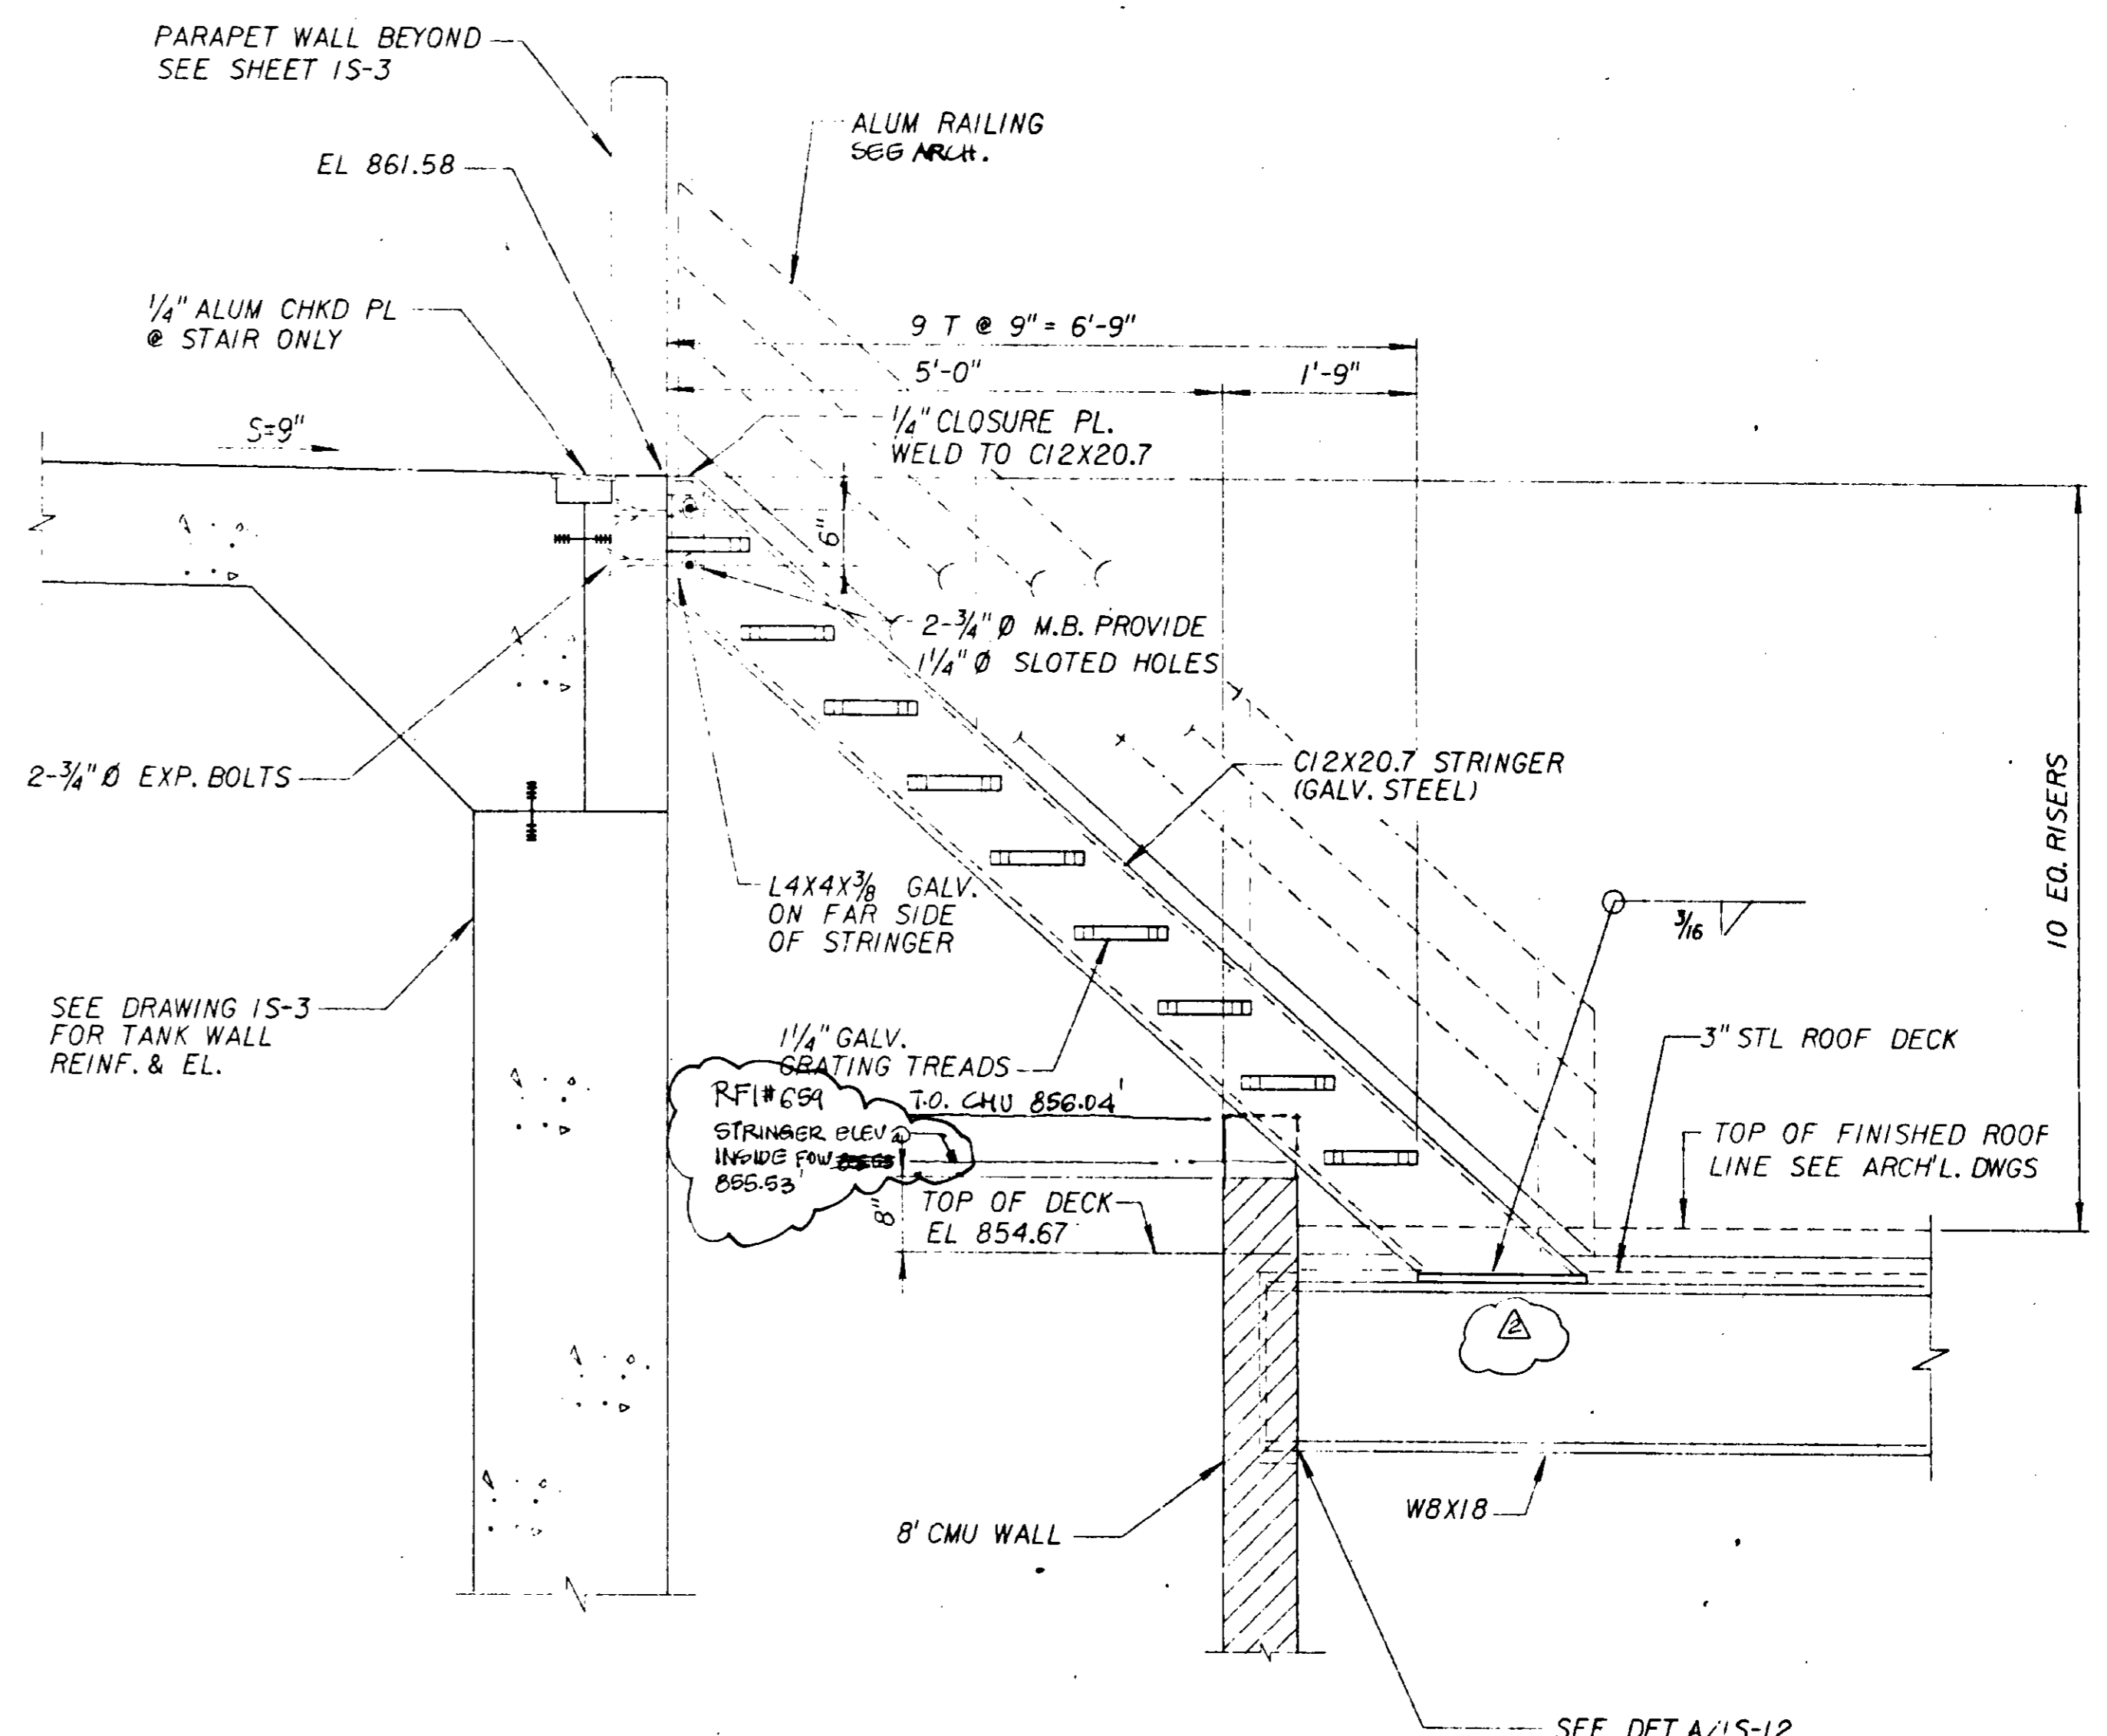 PARAPET WALL BEYOND
SEE SHEET 1S-3
ALUM RAILING
SEE ARCH.
EL 861.58
1/4" ALUM CHKD PL
@ STAIR ONLY
9 T @ 9" = 6'-9"
5'-0"
1'-9"
S=9"
1/4" CLOSURE PL.
WELD TO C12X20.7
6"
2-3/4" Ø M.B. PROVIDE
1 1/4" Ø SLOTED HOLES
2-3/4" Ø EXP. BOLTS
C12X20.7 STRINGER
(GALV. STEEL)
10 EQ. RISERS
L4X4X3/8 GALV.
ON FAR SIDE
OF STRINGER
3/16
SEE DRAWING 1S-3
FOR TANK WALL
REINF. & EL.
1 1/4" GALV.
GRATING TREADS
3" STL ROOF DECK
RFI#659
STRINGER ELEV
INSIDE FOW
855.53'
T.O. CMU 856.04'
TOP OF FINISHED ROOF
LINE SEE ARCH'L. DWGS
8"
TOP OF DECK
EL 854.67
2
W8X18
8' CMU WALL
SEE DET A/1S-12